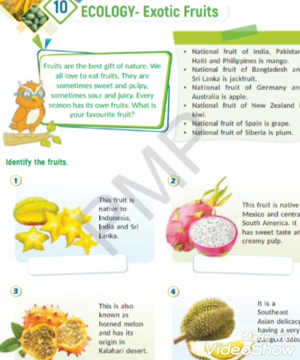 10
ECOLOGY- Exotic Fruits
Fruits are the best gift of nature. We
all love to eat fruits. They are
sometimes sweet and pulpy,
sometimes sour and juicy. Every
season has its own fruits. What is
your favourite fruit?
• National fruit of India, Pakistan
Haiti and Philippines is mango.
• National fruit of Bangladesh an
Sri Lanka is jackfruit.
• National fruit of Germany an
Australia is apple.
• National fruit of New Zealand i
kiwi.
• National fruit of Spain is grape.
• National fruit of Siberia is plum.
Identify the fruits.
1
This fruit is
native to
Indonesia,
India and Sri
Lanka.
2
This fruit is native
Mexico and centra
South America. It
has sweet taste an
creamy pulp.
3
This is also
known as
horned melon
and has its
origin in
Kalahari desert.
4
It is a
Southeast
Asian delicacy
having a very
PMP
VideoShow